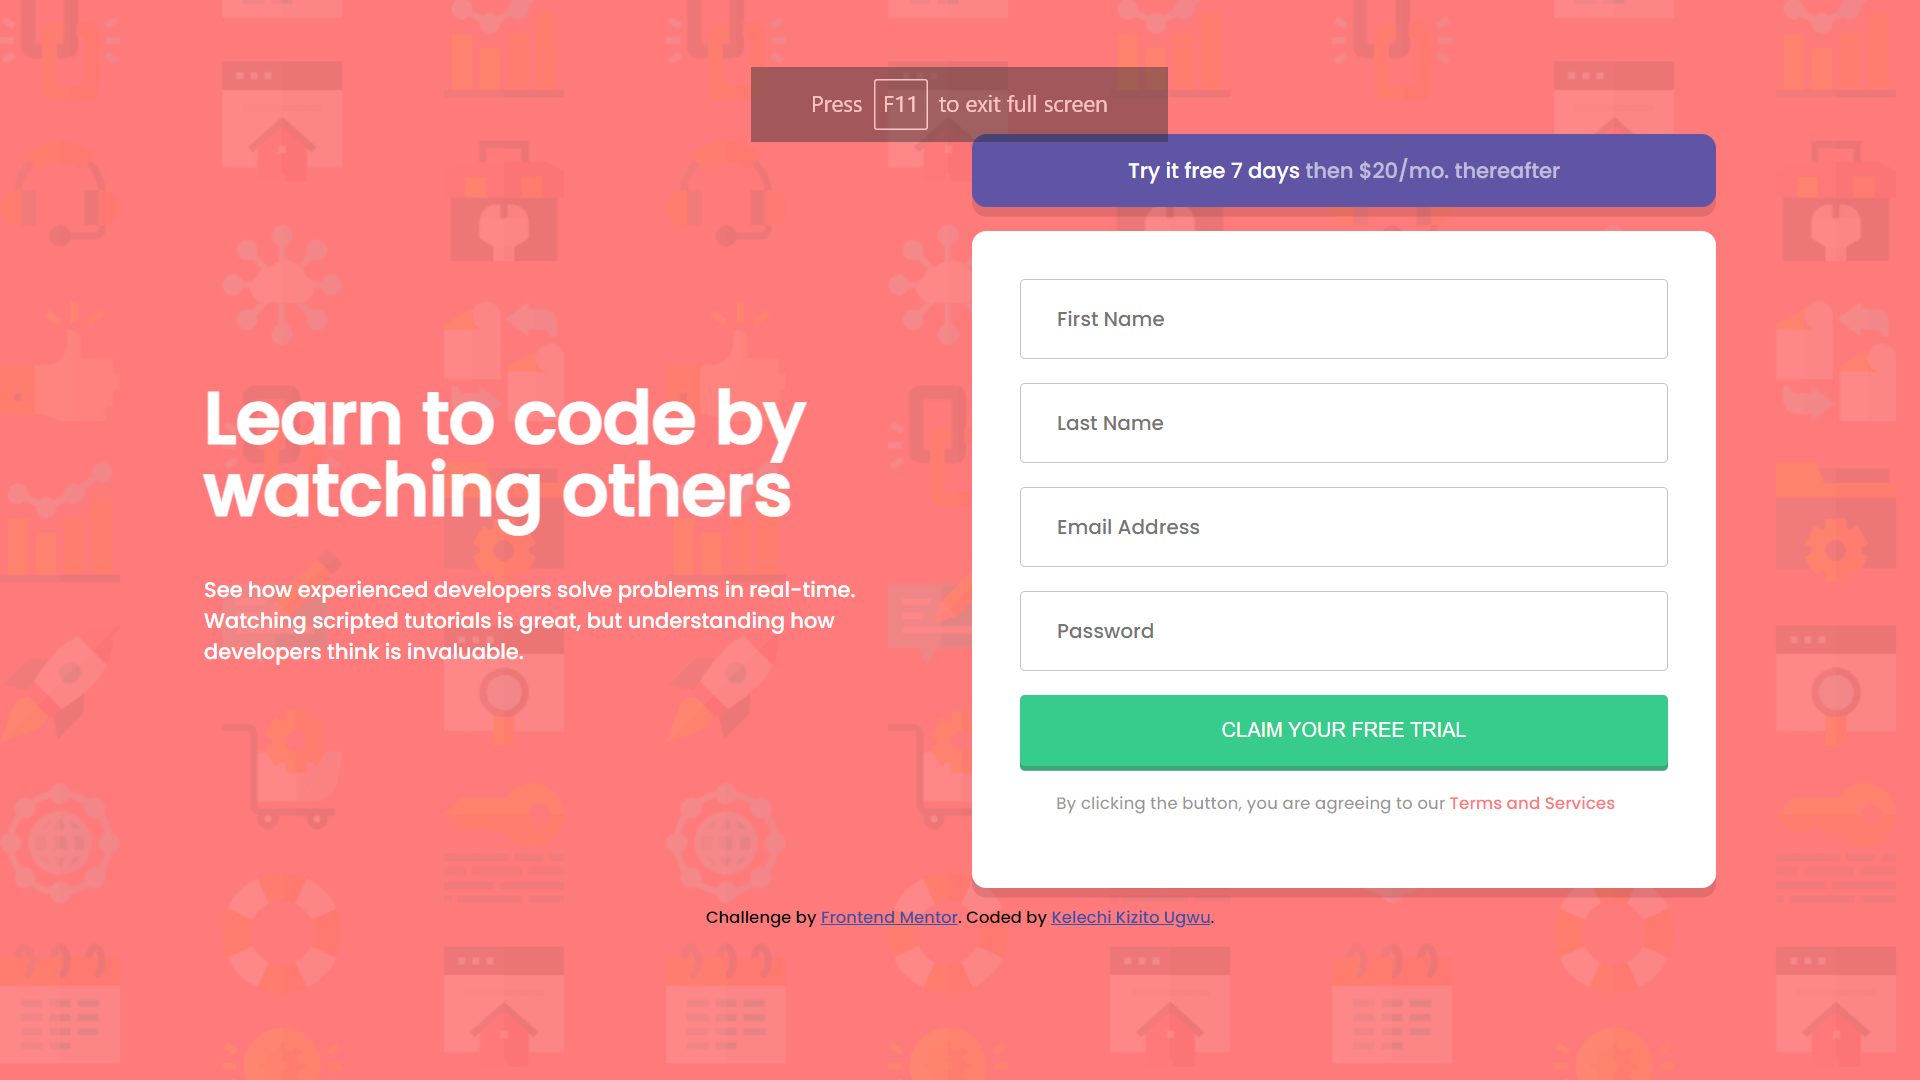 Press F11 to exit full screen
Try it free 7 days then $20/mo. thereafter
Learn to code by
watching others
See how experienced developers solve problems in real-time.
Watching scripted tutorials is great, but understanding how
developers think is invaluable.
First Name
Last Name
Email Address
Password
CLAIM YOUR FREE TRIAL
By clicking the button, you are agreeing to our Terms and Services
Challenge by Frontend Mentor. Coded by Kelechi Kizito Ugwu.